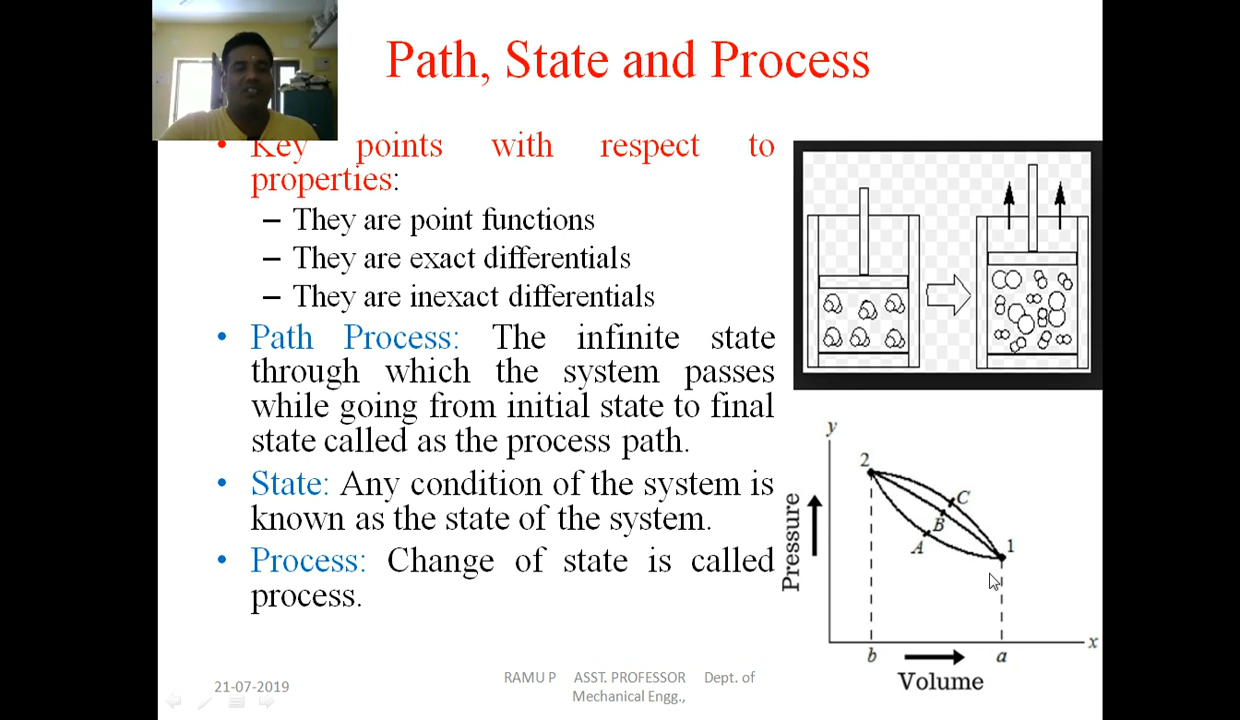 Path, State and Process
• Key points with respect to
properties:
– They are point functions
– They are exact differentials
– They are inexact differentials
• Path Process: The infinite state
through which the system passes
while going from initial state to final
state called as the process path.
• State: Any condition of the system is
known as the state of the system.
• Process: Change of state is called
process.
y
2
C
B
A
1
Pressure
b
a
x
Volume
21-07-2019
RAMU P ASST. PROFESSOR Dept. of
Mechanical Engg.,